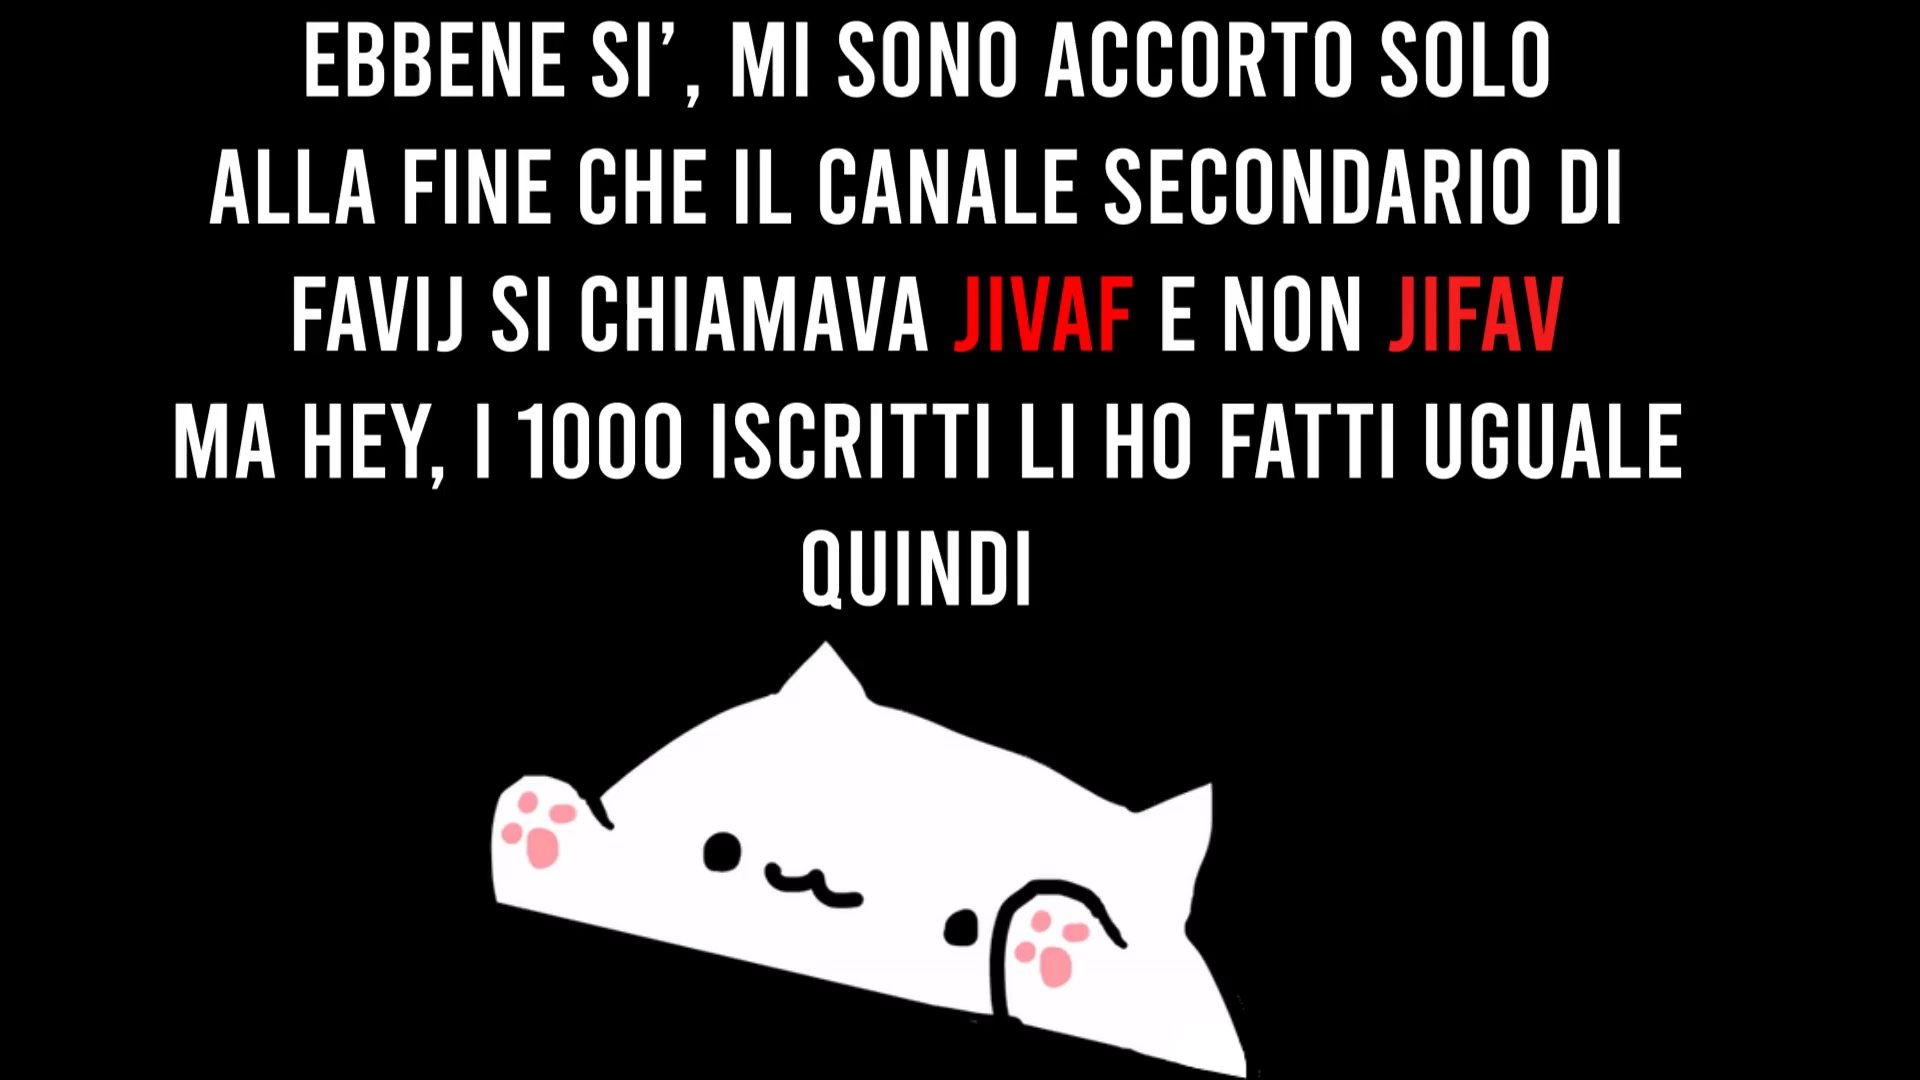 EBBENE SI', MI SONO ACCORTO SOLO
ALLA FINE CHE IL CANALE SECONDARIO DI
FAVIJ SI CHIAMAVA JIVAF E NON JIFAV
MA HEY, I 1000 ISCRITTI LI HO FATTI UGUALE
QUINDI